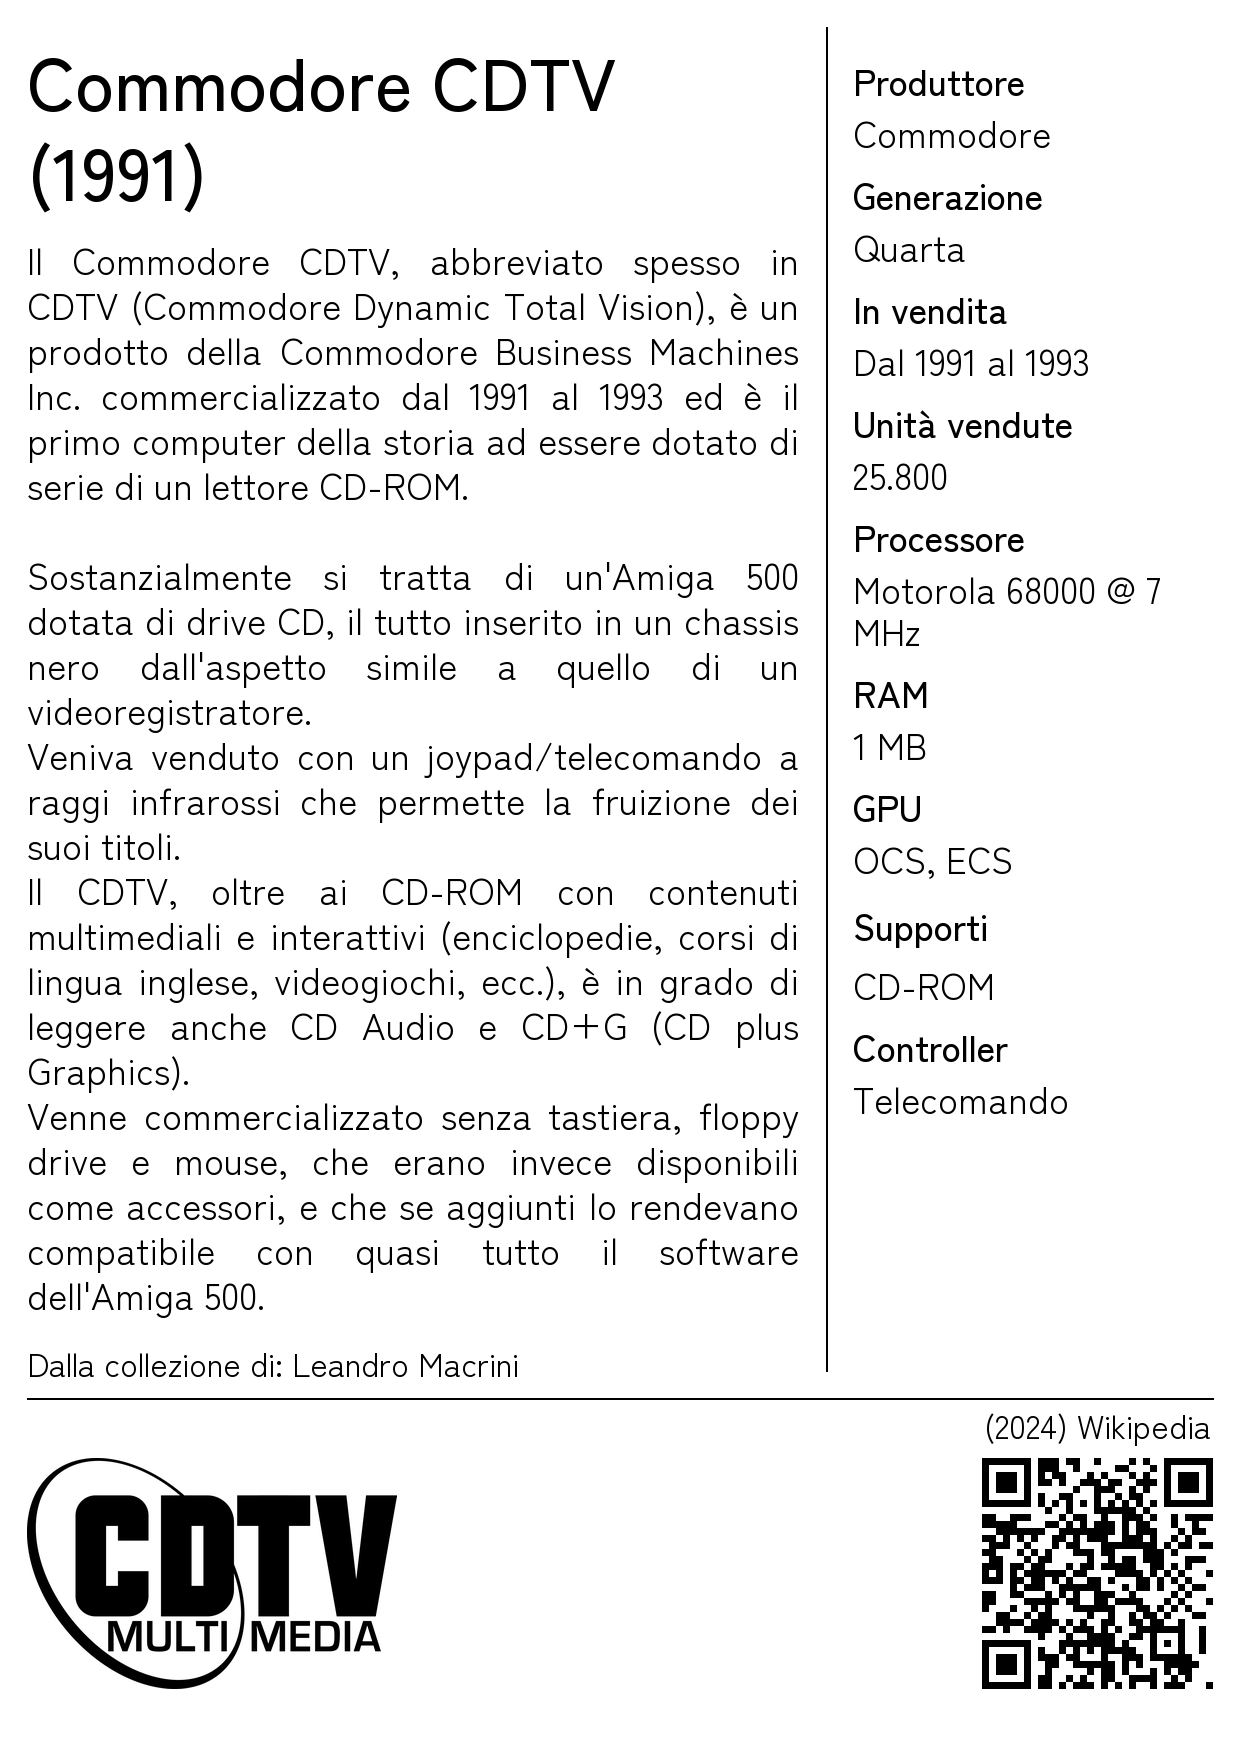 Commodore CDTV
(1991)
Il Commodore CDTV, abbreviato spesso in
CDTV (Commodore Dynamic Total Vision), è un
prodotto della Commodore Business Machines
Inc. commercializzato dal 1991 al 1993 ed è il
primo computer della storia ad essere dotato di
serie di un lettore CD-ROM.
Sostanzialmente si tratta di un'Amiga 500
dotata di drive CD, il tutto inserito in un chassis
nero dall'aspetto simile a quello di un
videoregistratore.
Veniva venduto con un joypad/telecomando a
raggi infrarossi che permette la fruizione dei
suoi titoli.
Il CDTV, oltre ai CD-ROM con contenuti
multimediali e interattivi (enciclopedie, corsi di
lingua inglese, videogiochi, ecc.), è in grado di
leggere anche CD Audio e CD+G (CD plus
Graphics).
Venne commercializzato senza tastiera, floppy
drive e mouse, che erano invece disponibili
come accessori, e che se aggiunti lo rendevano
compatibile con quasi tutto il software
dell'Amiga 500.
Dalla collezione di: Leandro Macrini
Produttore
Commodore
Generazione
Quarta
In vendita
Dal 1991 al 1993
Unità vendute
25.800
Processore
Motorola 68000 @ 7
MHz
RAM
1 MB
GPU
OCS, ECS
Supporti
CD-ROM
Controller
Telecomando
(2024) Wikipedia
CDTV
MULTI MEDIA